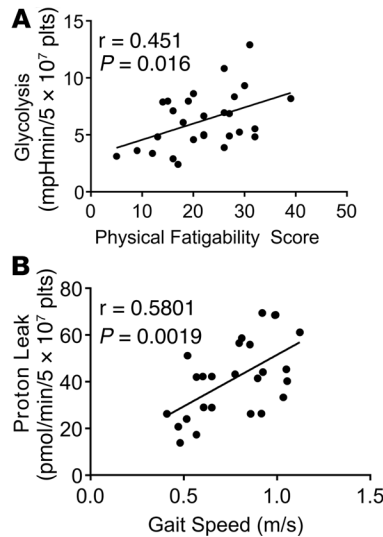 A
r = 0.451
P = 0.016
Glycolysis
(mpHmin/5 × 10⁷ plts)
15
10
5
0
0 10 20 30 40 50
Physical Fatigability Score
B
r = 0.5801
P = 0.0019
Proton Leak
(pmol/min/5 × 10⁷ plts)
80
60
40
20
0
0.0 0.5 1.0 1.5
Gait Speed (m/s)